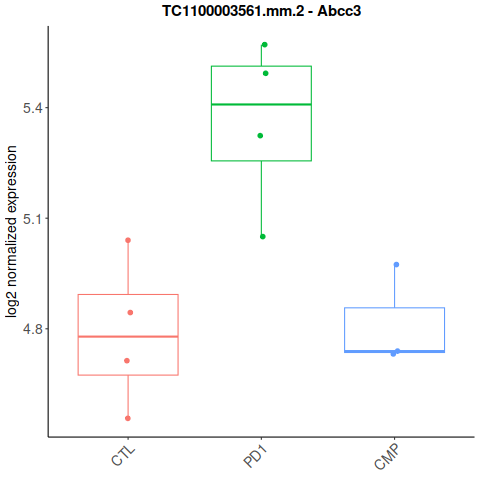 TC1100003561.mm.2 - Abcc3
log2 normalized expression
5.4
5.1
4.8
CTL
PD1
CMP